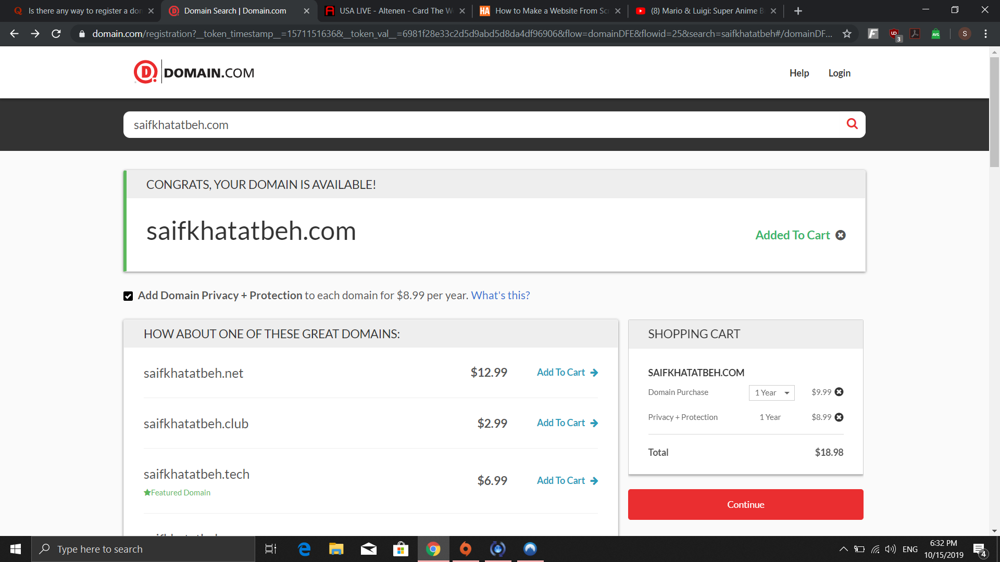 Is there any way to register a dom
Domain Search | Domain.com
USA LIVE - Altenen - Card The W
How to Make a Website From Scr
(8) Mario & Luigi: Super Anime B
domain.com/registration?__token_timestamp__=1571151636&__token_val__=6981f28e33c2d5d9abd5d8da4df96906&flow=domainDFE&flowid=25&search=saifkhatatbeh#/domainDF...
3
AVG
S
DOMAIN.COM
Help
Login
saifkhatatbeh.com
CONGRATS, YOUR DOMAIN IS AVAILABLE!
saifkhatatbeh.com
Added To Cart
Add Domain Privacy + Protection to each domain for $8.99 per year. What's this?
HOW ABOUT ONE OF THESE GREAT DOMAINS:
saifkhatatbeh.net $12.99 Add To Cart
saifkhatatbeh.club $2.99 Add To Cart
saifkhatatbeh.tech $6.99 Add To Cart
Featured Domain
SHOPPING CART
SAIFKHATATBEH.COM
Domain Purchase 1 Year $9.99
Privacy + Protection 1 Year $8.99
Total $18.98
Continue
Type here to search
ENG
6:32 PM
10/15/2019
4